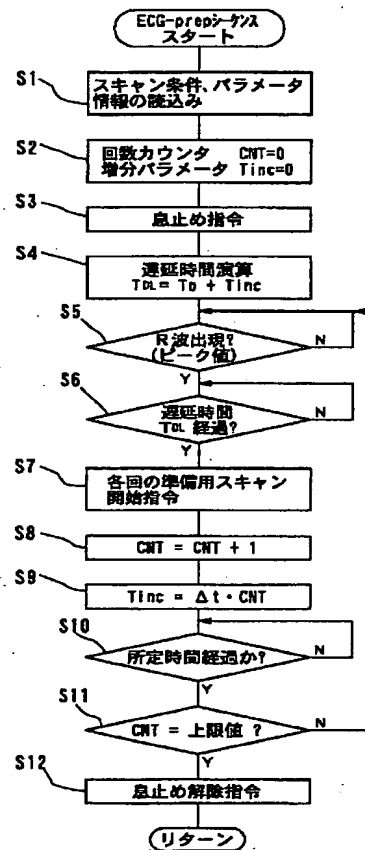 ECG-prepシーケンス
スタート
S1
スキャン条件、パラメータ
情報の読込み
S2
回数カウンタ CNT=0
増分パラメータ Tinc=0
S3
息止め指令
S4
遅延時間演算
TDL= To + Tinc
S5
R波出現?
(ピーク値)
N
Y
S6
遅延時間
TDL 経過?
N
Y
S7
各回の準備用スキャン
開始指令
S8
CNT = CNT + 1
S9
Tinc = Δt・CNT
S10
所定時間経過か?
N
Y
S11
CNT = 上限値 ?
N
Y
S12
息止め解除指令
リターン